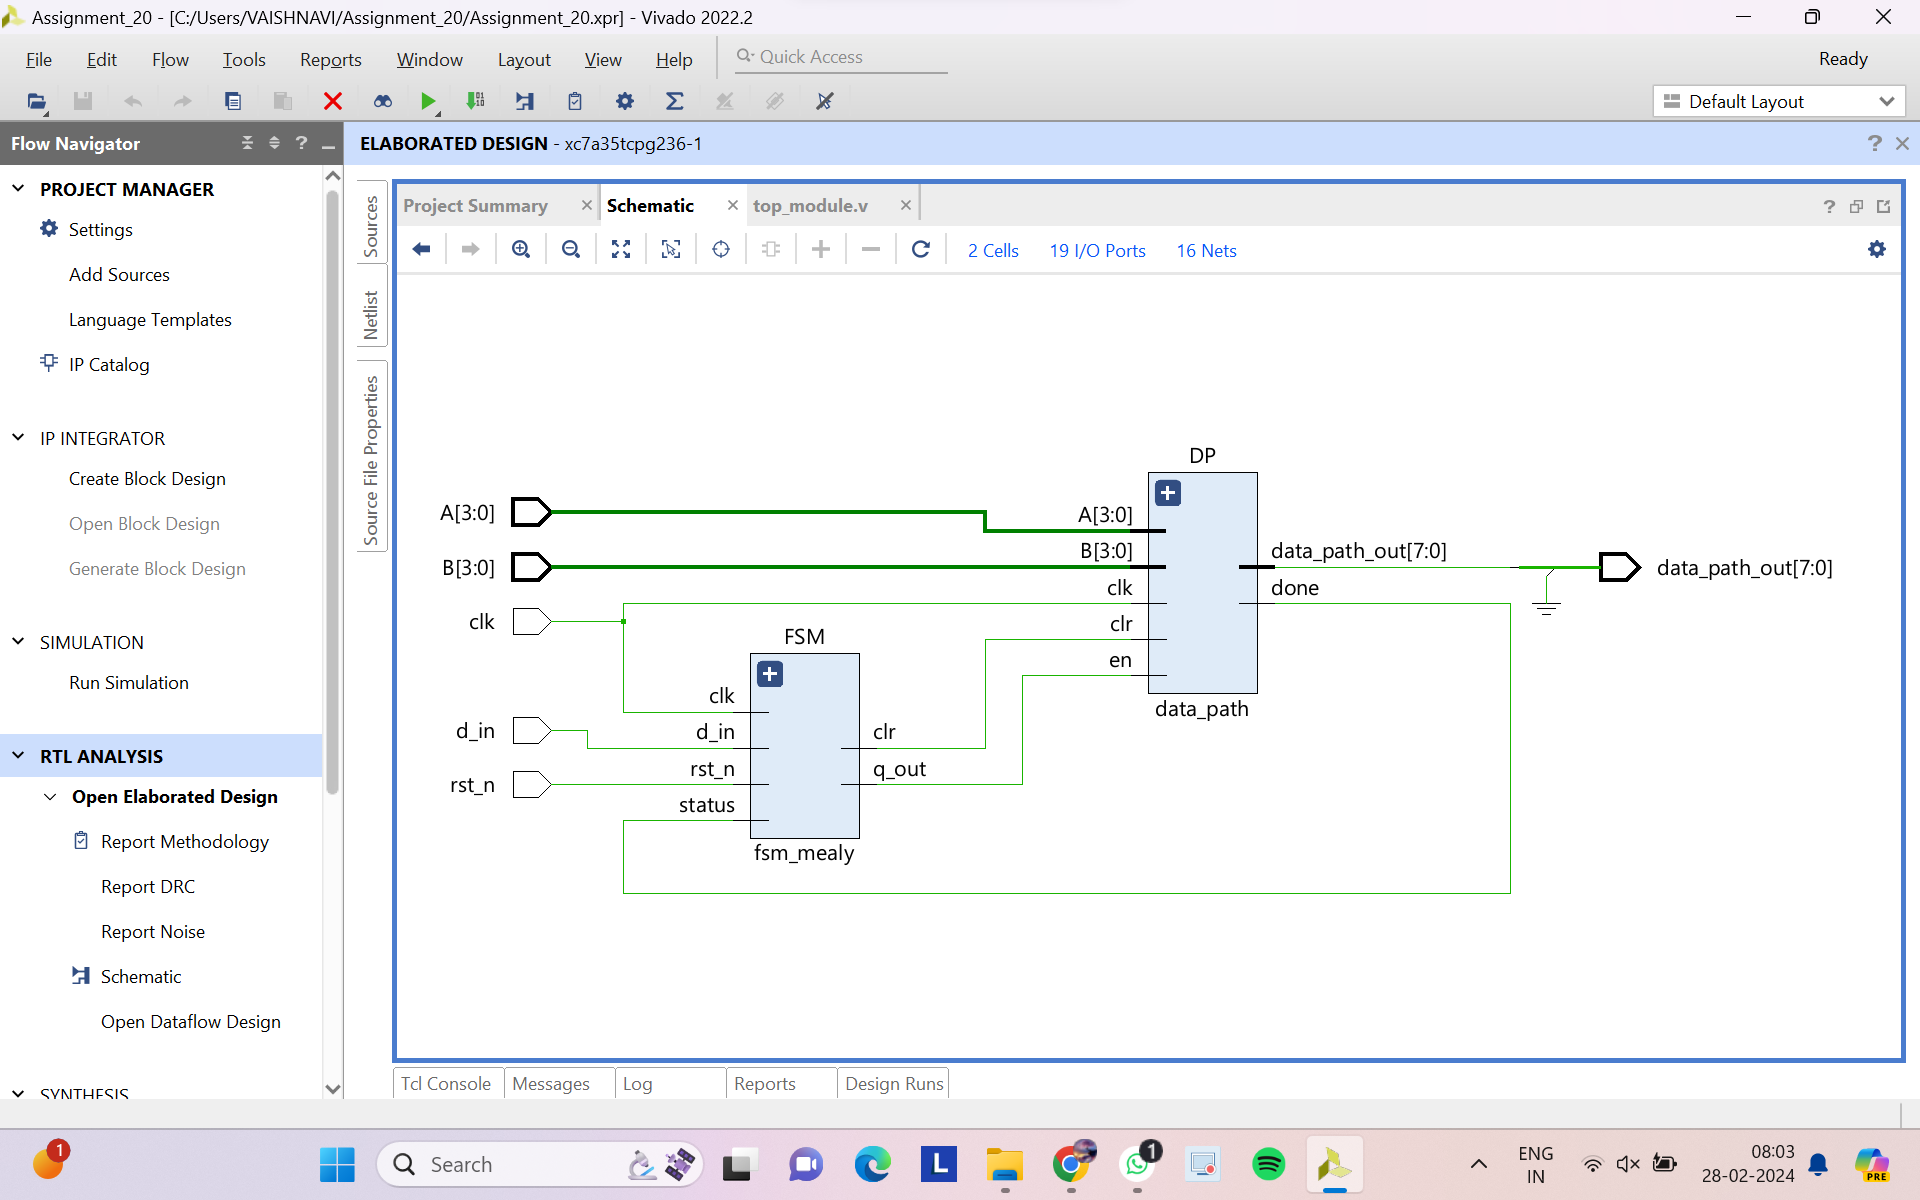 Assignment_20 - [C:/Users/VAISHNAVI/Assignment_20/Assignment_20.xpr] - Vivado 2022.2
File Edit Flow Tools Reports Window Layout View Help Quick Access Ready
Default Layout
Flow Navigator
ELABORATED DESIGN - xc7a35tcpg236-1
PROJECT MANAGER
Settings
Add Sources
Language Templates
IP Catalog
IP INTEGRATOR
Create Block Design
Open Block Design
Generate Block Design
SIMULATION
Run Simulation
RTL ANALYSIS
Open Elaborated Design
Report Methodology
Report DRC
Report Noise
Schematic
Open Dataflow Design
SYNTHESIS
Sources
Netlist
Source File Properties
Project Summary Schematic top_module.v
2 Cells 19 I/O Ports 16 Nets
DP
A[3:0] A[3:0]
B[3:0] B[3:0] data_path_out[7:0] data_path_out[7:0]
clk done
clk clr
FSM
en
clk data_path
d_in d_in clr
rst_n q_out
rst_n
status
fsm_mealy
Tcl Console Messages Log Reports Design Runs
1
Search
L
1
ENG
IN
08:03
28-02-2024
PRE